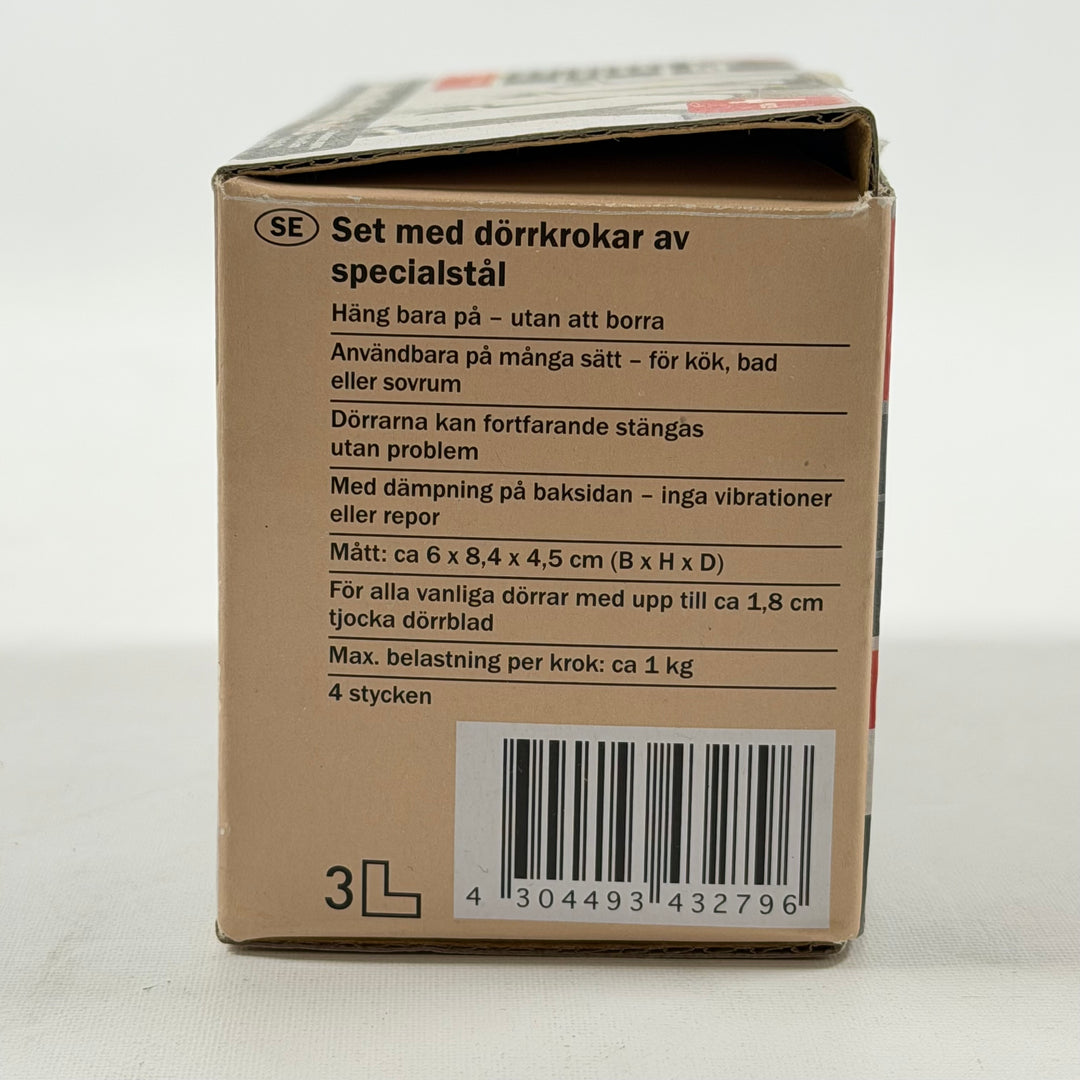 SE Set med dörrkrokar av
specialstål
Häng bara på – utan att borra
Användbara på många sätt – för kök, bad
eller sovrum
Dörrarna kan fortfarande stängas
utan problem
Med dämpning på baksidan – inga vibrationer
eller repor
Mått: ca 6 x 8,4 x 4,5 cm (B x H x D)
För alla vanliga dörrar med upp till ca 1,8 cm
tjocka dörrblad
Max. belastning per krok: ca 1 kg
4 stycken
3
4 304493 432796